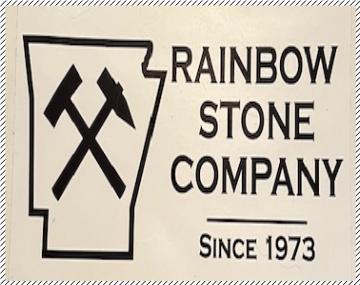 RAINBOW
STONE
COMPANY
SINCE 1973